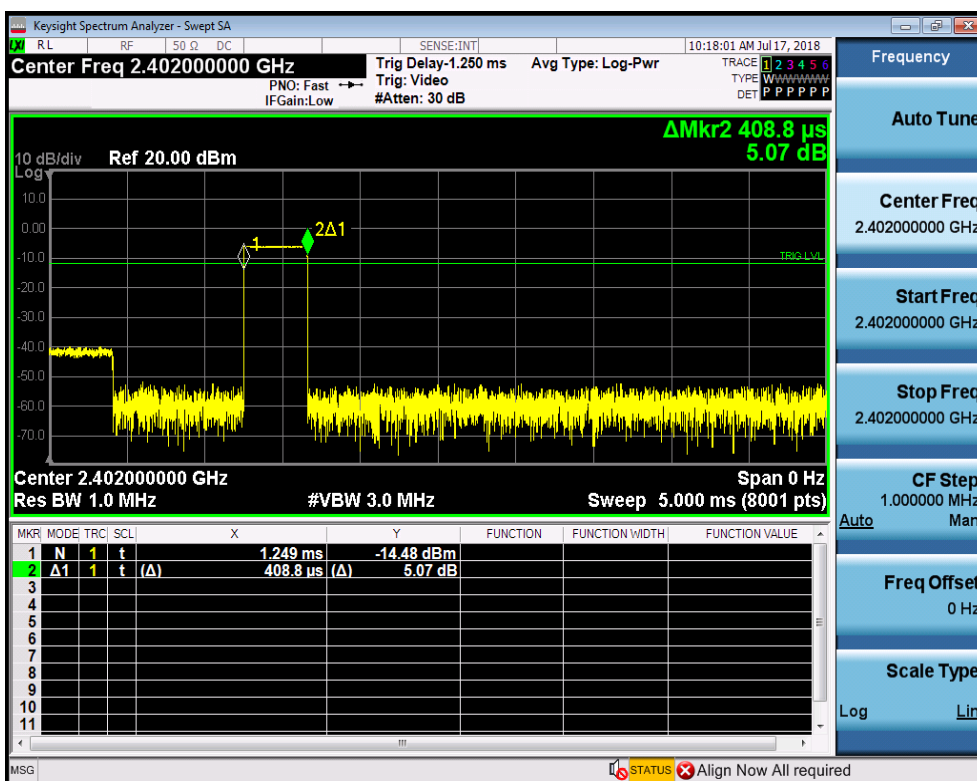 Keysight Spectrum Analyzer - Swept SA
LXI RL RF 50 Ω DC SENSE:INT 10:18:01 AM Jul 17, 2018
Center Freq 2.402000000 GHz
PNO: Fast
IFGain:Low
Trig Delay-1.250 ms
Trig: Video
#Atten: 30 dB
Avg Type: Log-Pwr
TRACE 1 2 3 4 5 6
TYPE WWWWWW
DET P P P P P P
ΔMkr2 408.8 µs
5.07 dB
10 dB/div Ref 20.00 dBm
Log
10.0
0.00
-10.0
-20.0
-30.0
-40.0
-50.0
-60.0
-70.0
1
2Δ1
TRIG LVL
Center 2.402000000 GHz Span 0 Hz
Res BW 1.0 MHz #VBW 3.0 MHz Sweep 5.000 ms (8001 pts)
MKR MODE TRC SCL X Y FUNCTION FUNCTION WIDTH FUNCTION VALUE
1 N 1 t 1.249 ms -14.48 dBm
2 Δ1 1 t (Δ) 408.8 µs (Δ) 5.07 dB
3
4
5
6
7
8
9
10
11
MSG STATUS Align Now All required
Frequency
Auto Tune
Center Freq
2.402000000 GHz
Start Freq
2.402000000 GHz
Stop Freq
2.402000000 GHz
CF Step
1.000000 MHz
Auto Man
Freq Offset
0 Hz
Scale Type
Log Lin